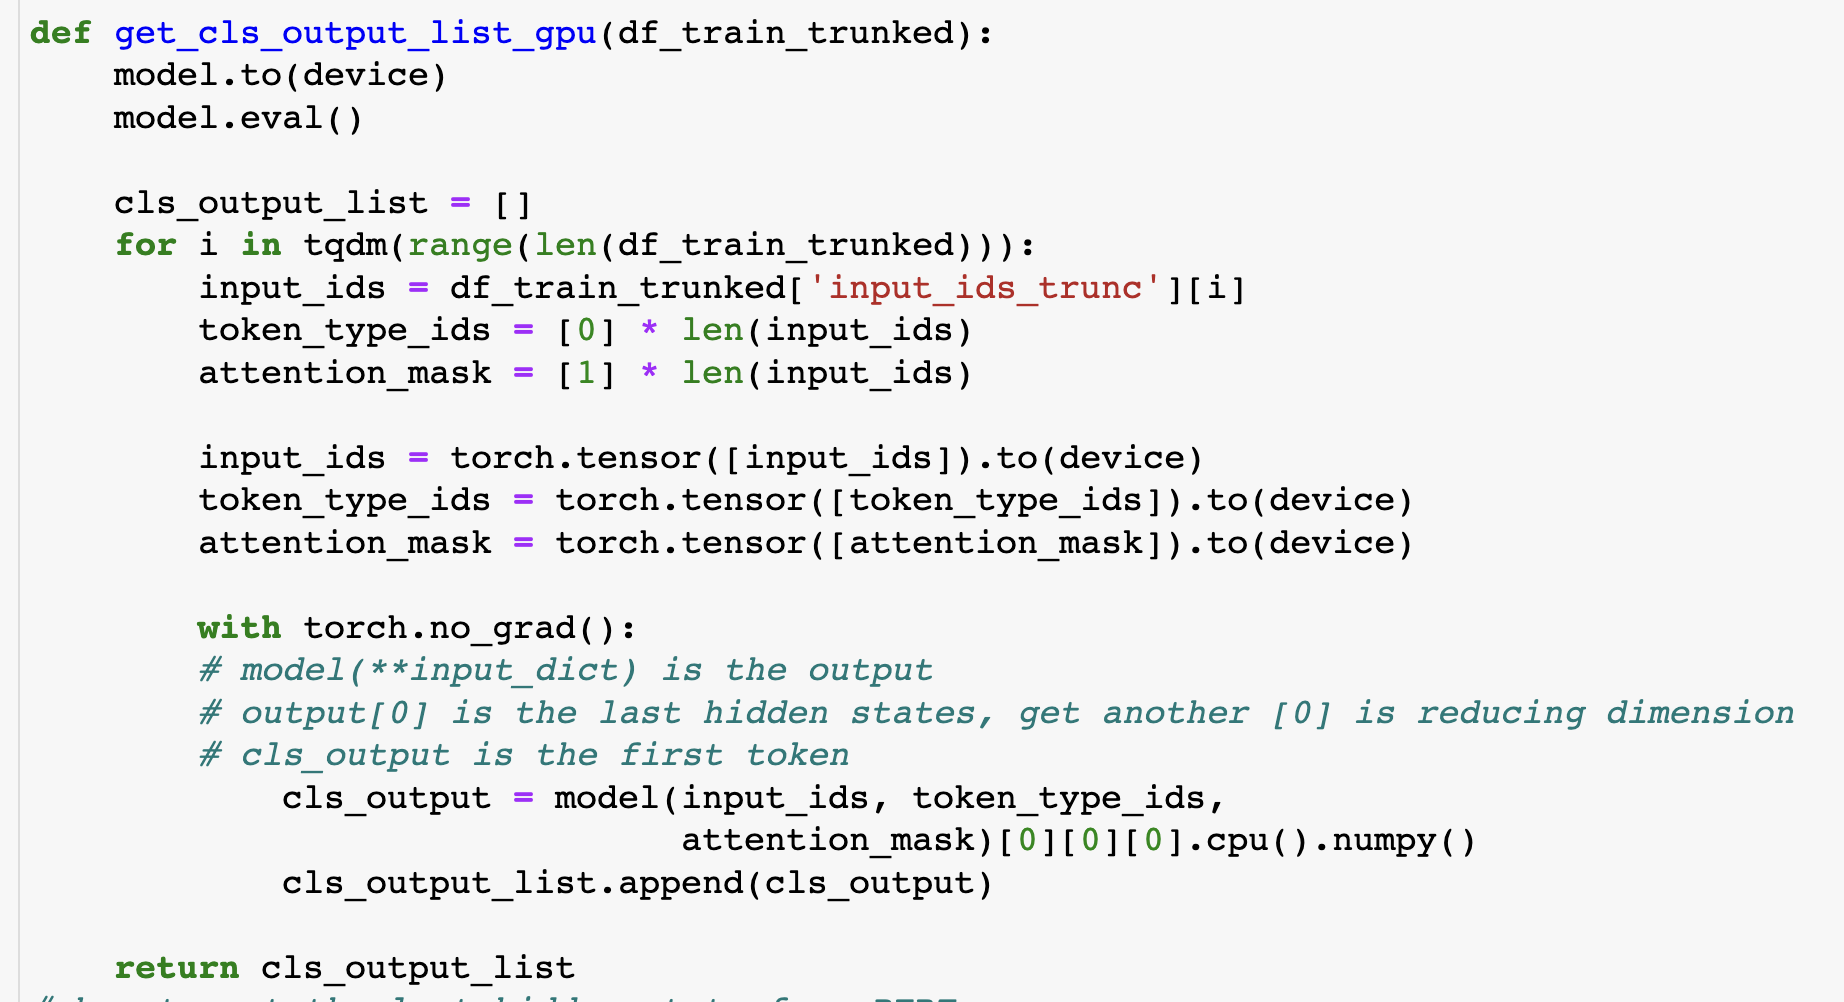 def get_cls_output_list_gpu(df_train_trunked):
    model.to(device)
    model.eval()

    cls_output_list = []
    for i in tqdm(range(len(df_train_trunked))):
        input_ids = df_train_trunked['input_ids_trunc'][i]
        token_type_ids = [0] * len(input_ids)
        attention_mask = [1] * len(input_ids)

        input_ids = torch.tensor([input_ids]).to(device)
        token_type_ids = torch.tensor([token_type_ids]).to(device)
        attention_mask = torch.tensor([attention_mask]).to(device)

        with torch.no_grad():
        # model(**input_dict) is the output
        # output[0] is the last hidden states, get another [0] is reducing dimension
        # cls_output is the first token
            cls_output = model(input_ids, token_type_ids,
                               attention_mask)[0][0][0].cpu().numpy()
            cls_output_list.append(cls_output)

    return cls_output_list